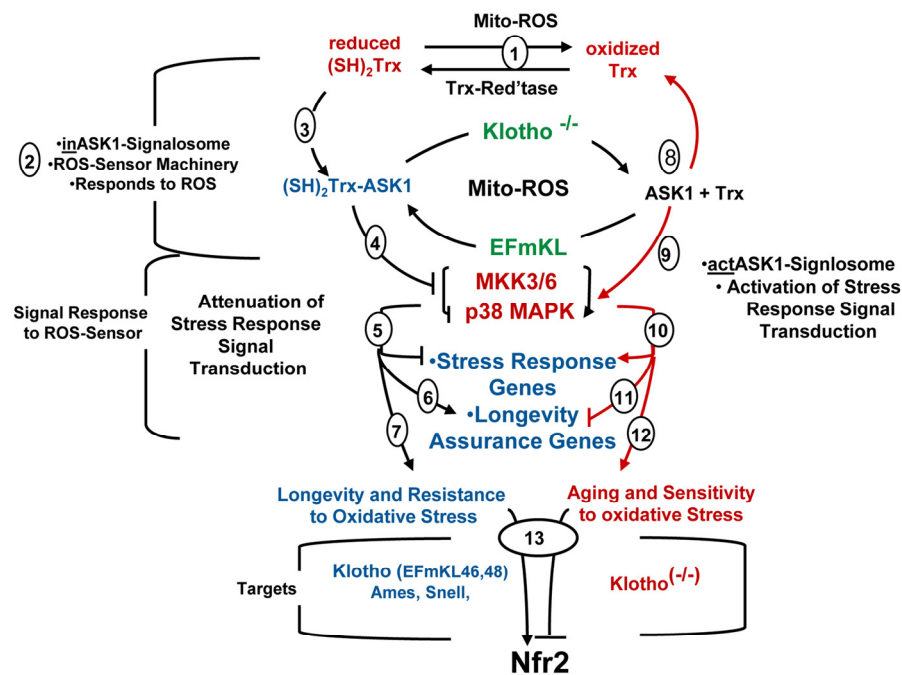 Mito-ROS
reduced
(SH)2Trx
1
oxidized
Trx
Trx-Red'tase
2
•inASK1-Signalosome
•ROS-Sensor Machinery
•Responds to ROS
3
Klotho -/-
8
(SH)2Trx-ASK1
Mito-ROS
ASK1 + Trx
4
EFmKL
9
MKK3/6
p38 MAPK
•actASK1-Signlosome
• Activation of Stress
Response Signal
Transduction
Signal Response
to ROS-Sensor
Attenuation of
Stress Response
Signal
Transduction
5
10
•Stress Response
Genes
6
11
•Longevity
Assurance Genes
7
12
Longevity and Resistance
to Oxidative Stress
Aging and Sensitivity
to oxidative Stress
13
Targets
Klotho (EFmKL46,48)
Ames, Snell,
Klotho(-/-)
Nfr2